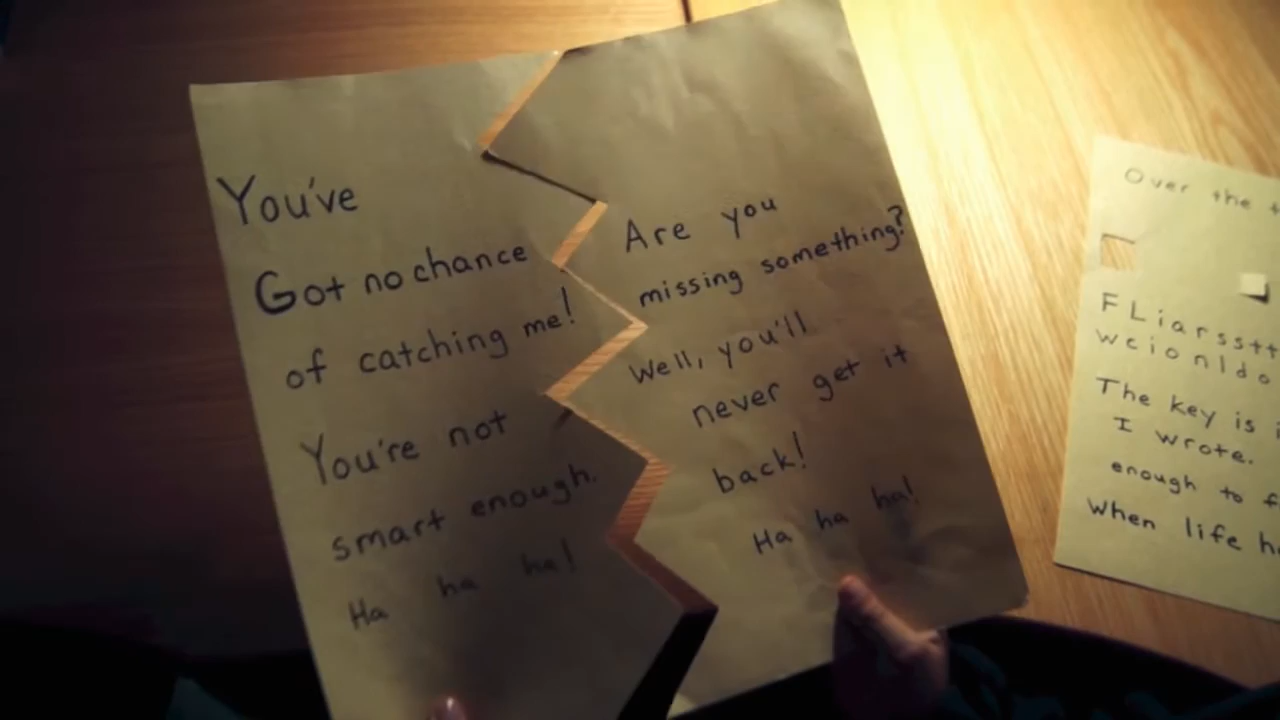 You've
Got no chance
of catching me!
You're not
smart enough.
Ha ha ha!
Are you
missing something?
Well, you'll
never get it
back!
Ha ha ha!
Over the
FLiarsstt
wcionldo
The key is
I wrote.
enough to
when life